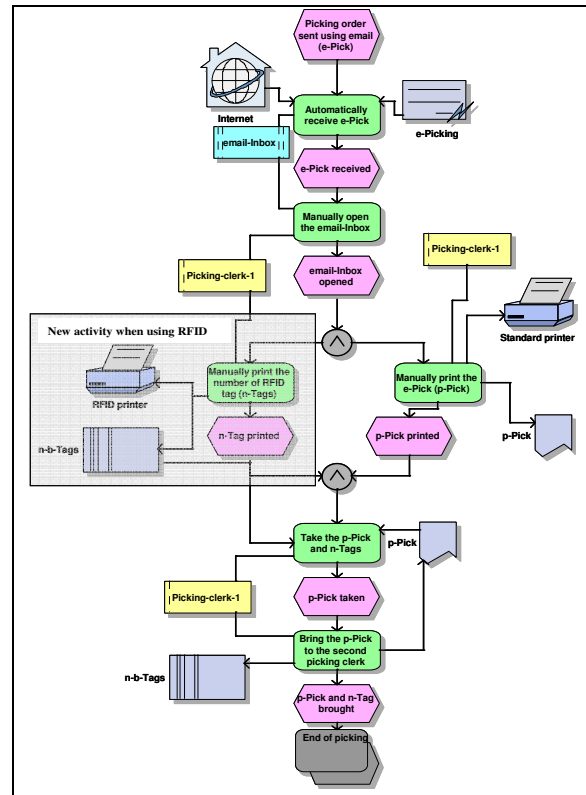 Picking order
sent using email
(e-Pick)
Internet
Automatically
receive e-Pick
e-Picking
email-Inbox
e-Pick received
Manually open
the email-Inbox
Picking-clerk-1
email-Inbox
opened
Picking-clerk-1
Standard printer
New activity when using RFID
RFID printer
Manually print the
number of RFID
tag (n-Tags)
Manually print the
e-Pick (p-Pick)
n-Tag printed
p-Pick printed
p-Pick
n-b-Tags
Take the p-Pick
and n-Tags
p-Pick
Picking-clerk-1
p-Pick taken
Bring the p-Pick
to the second
picking clerk
n-b-Tags
p-Pick and n-Tag
brought
End of picking